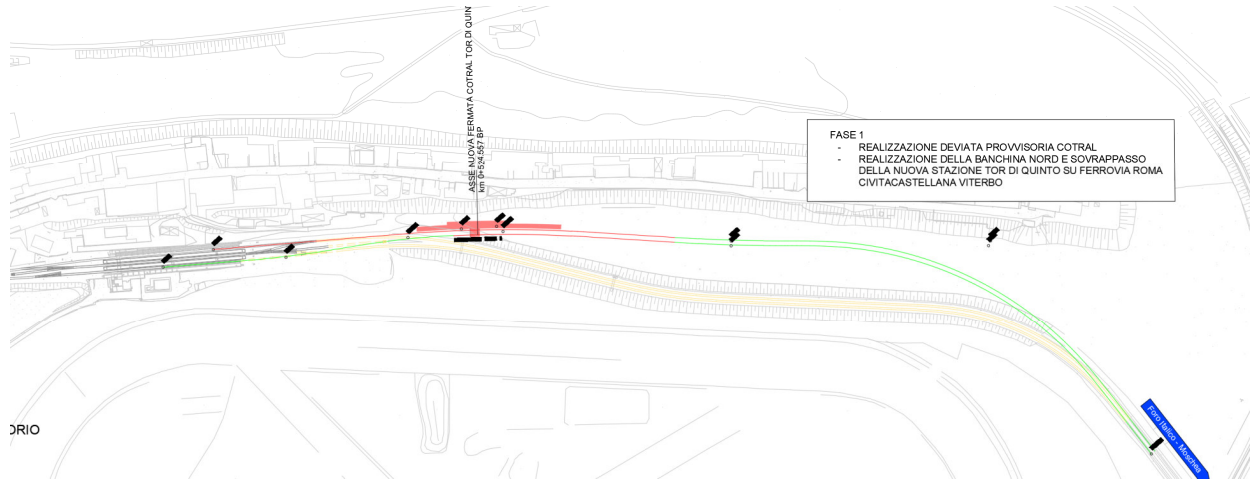 ASSE NUOVA FERMATA COTRAL TOR DI QUIN
km 0+524.557 BP
FASE 1
- REALIZZAZIONE DEVIATA PROVVISORIA COTRAL
- REALIZZAZIONE DELLA BANCHINA NORD E SOVRAPPASSO
DELLA NUOVA STAZIONE TOR DI QUINTO SU FERROVIA ROMA
CIVITACASTELLANA VITERBO
ORIO
Foro Italico - Moschea